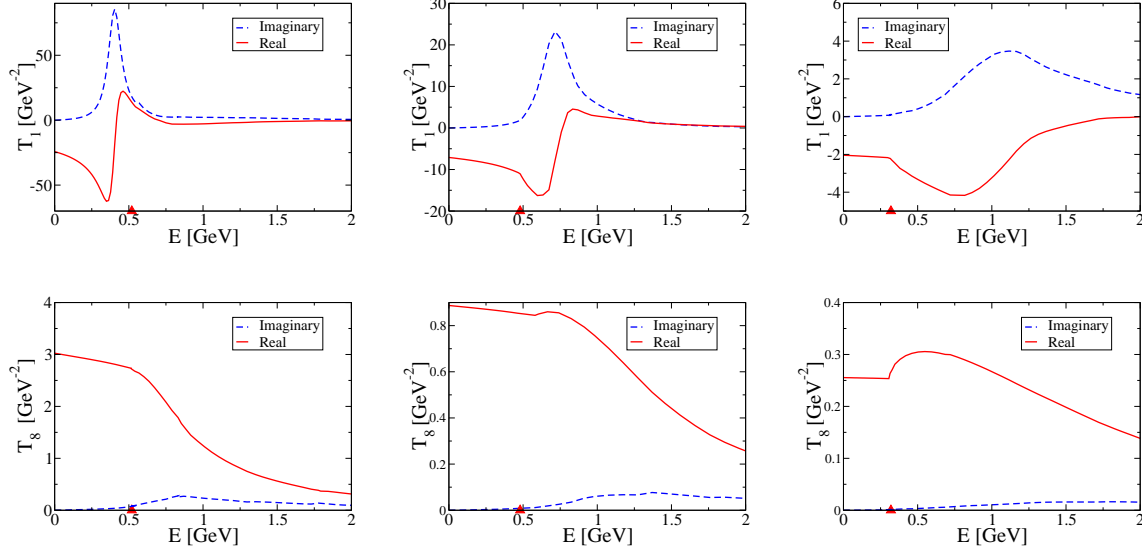 50
0
-50
T₁ [GeV⁻²]
Imaginary
Real
0 0.5 1 1.5 2
E [GeV]
30
20
10
0
-10
-20
T₁ [GeV⁻²]
Imaginary
Real
0 0.5 1 1.5 2
E [GeV]
6
4
2
0
-2
-4
T₁ [GeV⁻²]
Imaginary
Real
0 0.5 1 1.5 2
E [GeV]
4
3
2
1
0
T₈ [GeV⁻²]
Imaginary
Real
0 0.5 1 1.5 2
E [GeV]
0.8
0.6
0.4
0.2
0
T₈ [GeV⁻²]
Imaginary
Real
0 0.5 1 1.5 2
E [GeV]
0.4
0.3
0.2
0.1
0
T₈ [GeV⁻²]
Imaginary
Real
0 0.5 1 1.5 2
E [GeV]